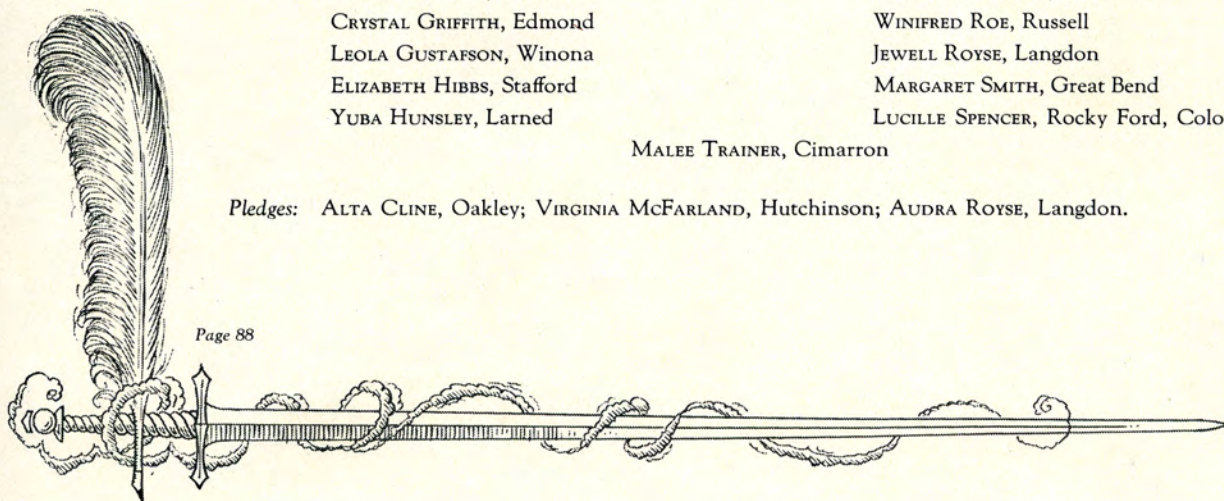 CRYSTAL GRIFFITH, Edmond
LEOLA GUSTAFSON, Winona
ELIZABETH HIBBS, Stafford
YUBA HUNSLEY, Larned
WINIFRED ROE, Russell
JEWELL ROYSE, Langdon
MARGARET SMITH, Great Bend
LUCILLE SPENCER, Rocky Ford, Colo
MALEE TRAINER, Cimarron
Pledges: ALTA CLINE, Oakley; VIRGINIA MCFARLAND, Hutchinson; AUDRA ROYSE, Langdon.
Page 88